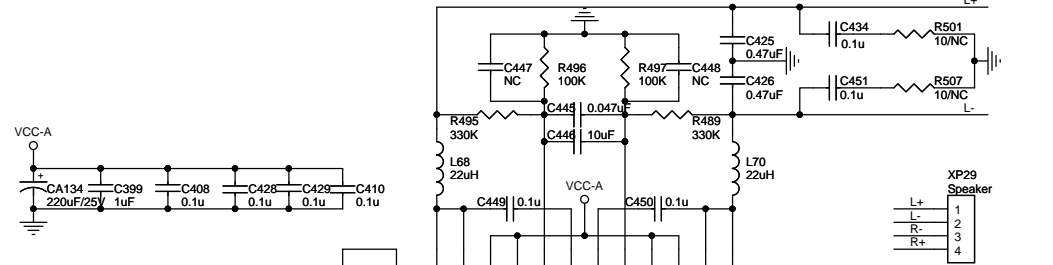 L+
C434
0.1u
R501
10/NC
C425
0.47uF
C447
NC
R496
100K
R497
100K
C448
NC
C426
0.47uF
C451
0.1u
R507
10/NC
L-
C445
0.047uF
R495
330K
R489
330K
C446
10uF
VCC-A
L68
22uH
L70
22uH
+
CA134
220uF/25V
C399
1uF
C408
0.1u
C428
0.1u
C429
0.1u
C410
0.1u
VCC-A
C449
0.1u
C450
0.1u
XP29
Speaker
L+
1
L-
2
R-
3
R+
4